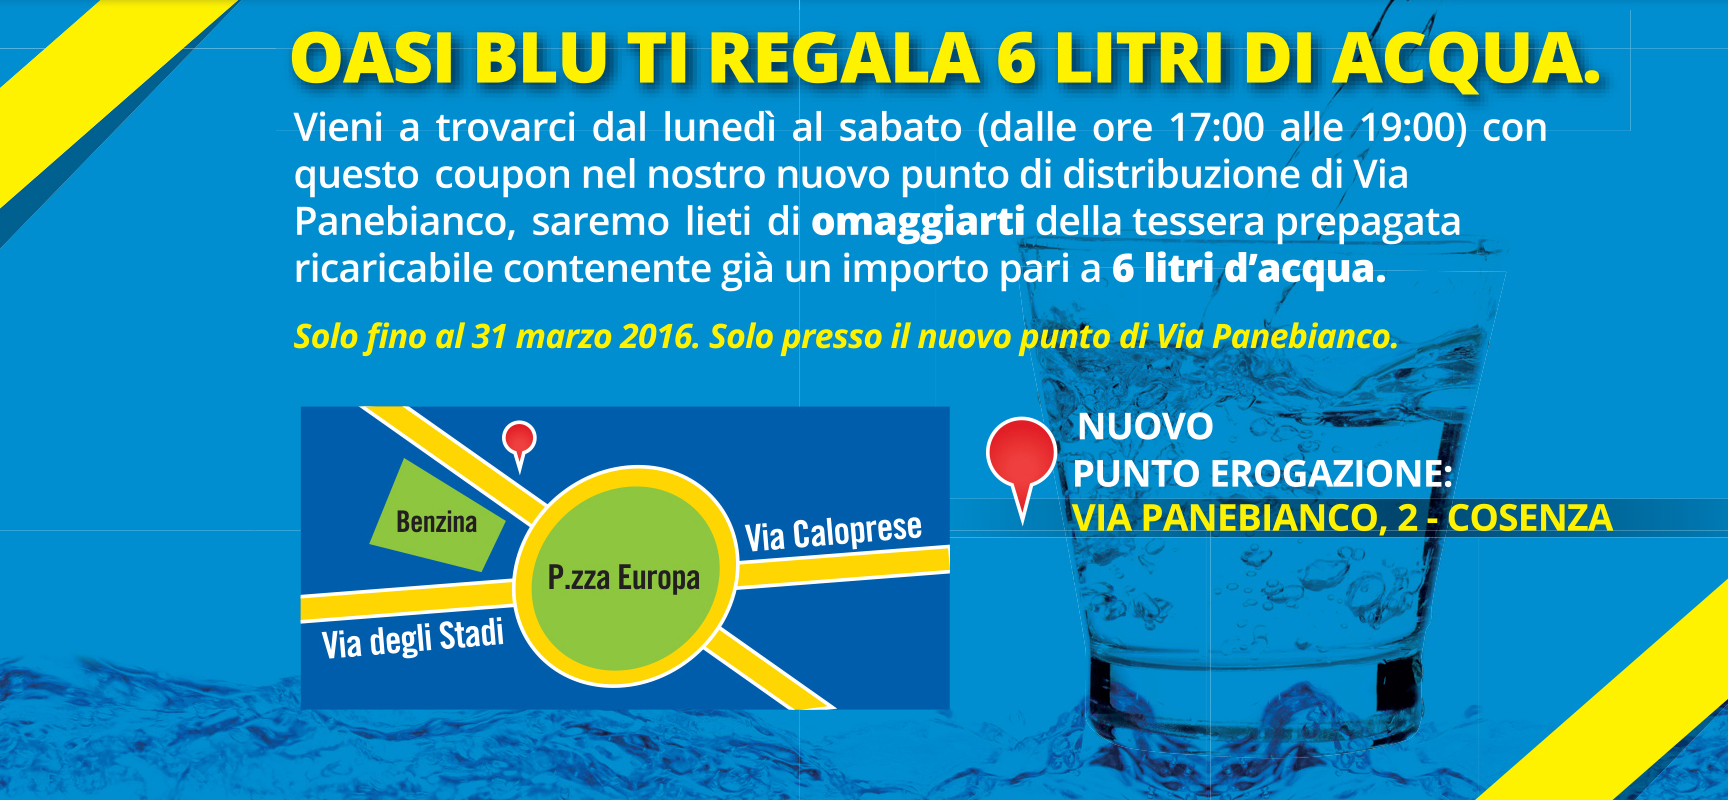 OASI BLU TI REGALA 6 LITRI DI ACQUA.
Vieni a trovarci dal lunedì al sabato (dalle ore 17:00 alle 19:00) con
questo coupon nel nostro nuovo punto di distribuzione di Via
Panebianco, saremo lieti di omaggiarti della tessera prepagata
ricaricabile contenente già un importo pari a 6 litri d’acqua.
Solo fino al 31 marzo 2016. Solo presso il nuovo punto di Via Panebianco.
Benzina
P.zza Europa
Via Caloprese
Via degli Stadi
NUOVO
PUNTO EROGAZIONE:
VIA PANEBIANCO, 2 - COSENZA